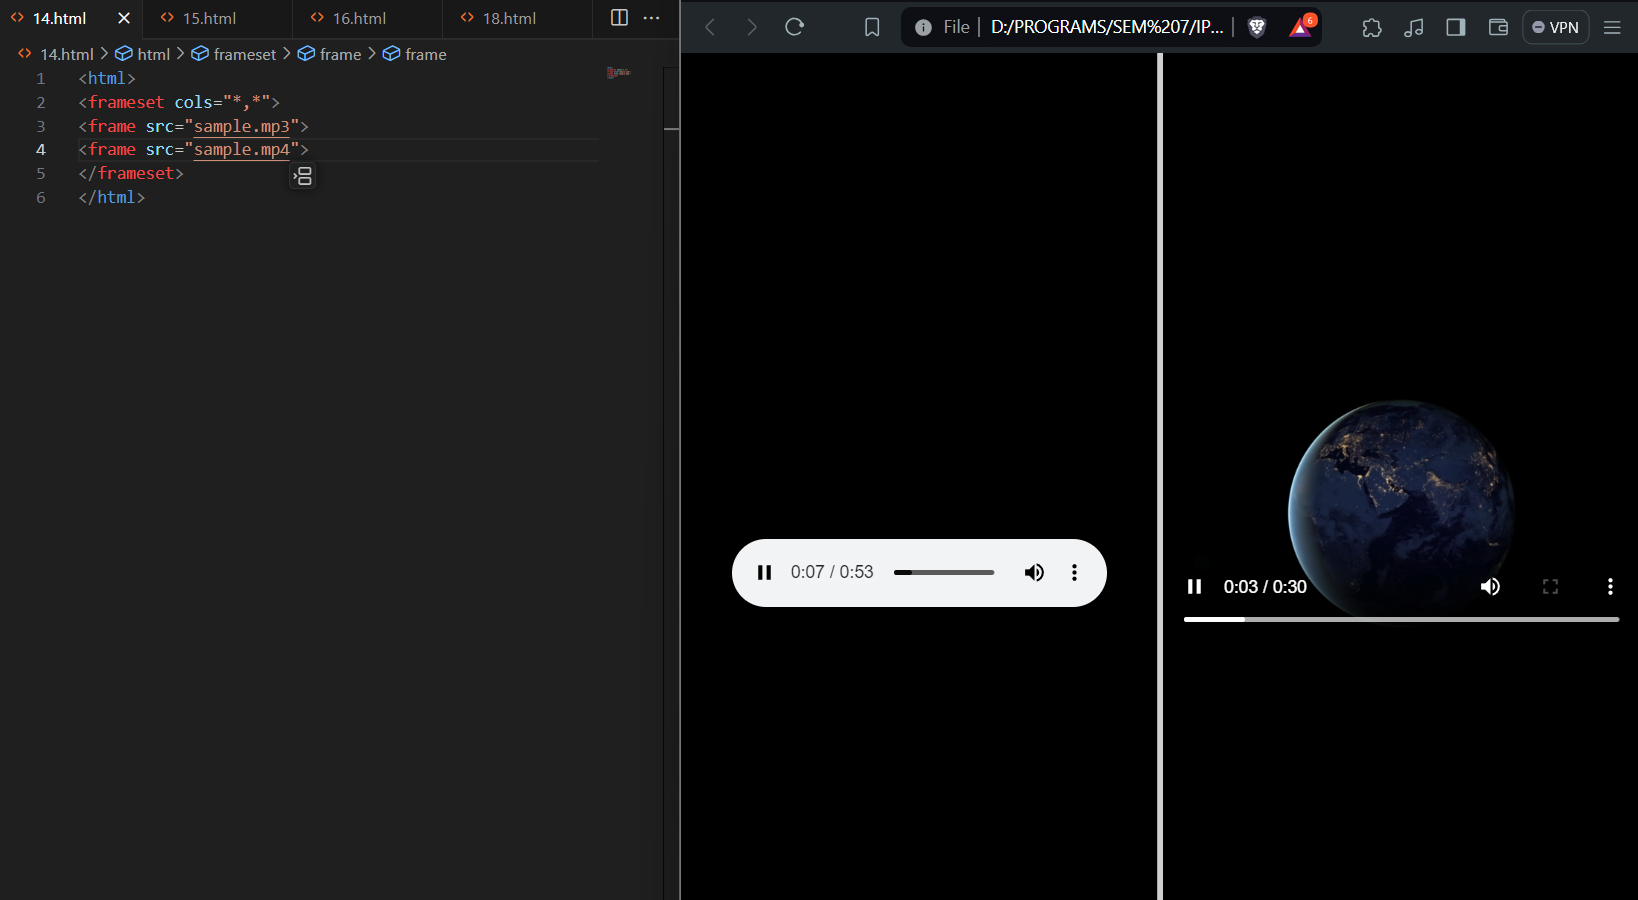 14.html 15.html 16.html 18.html
14.html > html > frameset > frame > frame
1 <html>
2 <frameset cols="*,*">
3 <frame src="sample.mp3">
4 <frame src="sample.mp4">
5 </frameset>
6 </html>
File | D:/PROGRAMS/SEM%207/IP... 6 VPN
0:07 / 0:53
0:03 / 0:30